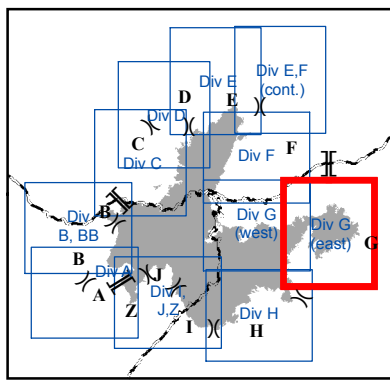 Div E
Div E,F
(cont.)
D
E
Div D
C
Div C
Div F
F
Div
B
B, BB
Div G
(west)
Div G
(east)
G
B
Div A
J
A
Z
Div I,
J,Z
I
Div H
H